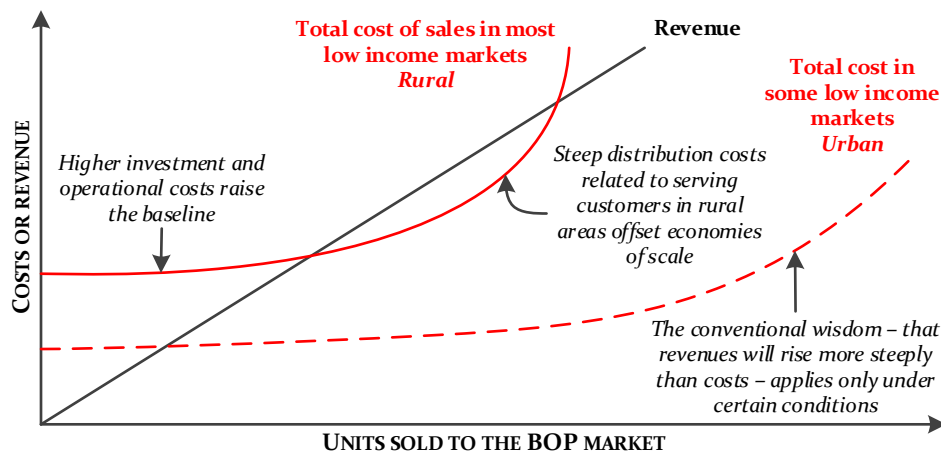 Total cost of sales in most
low income markets
Rural
Revenue
Total cost in
some low income
markets
Urban
Higher investment and
operational costs raise
the baseline
Steep distribution costs
related to serving
customers in rural
areas offset economies
of scale
The conventional wisdom – that
revenues will rise more steeply
than costs – applies only under
certain conditions
COSTS OR REVENUE
UNITS SOLD TO THE BOP MARKET